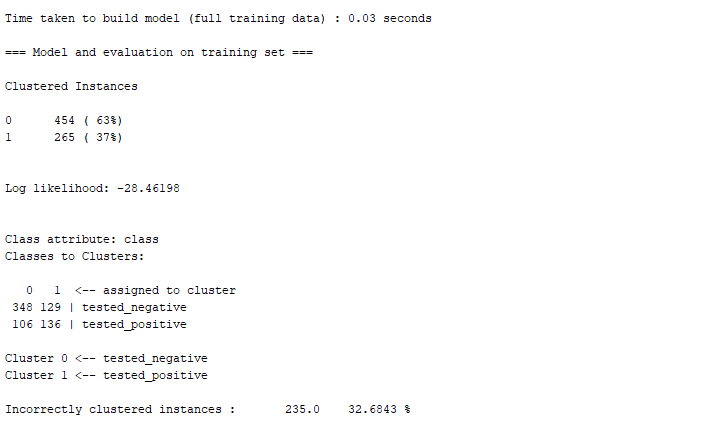 Time taken to build model (full training data) : 0.03 seconds
=== Model and evaluation on training set ===
Clustered Instances
0      454 ( 63%)
1      265 ( 37%)
Log likelihood: -28.46198
Class attribute: class
Classes to Clusters:
   0   1  <-- assigned to cluster
 348 129 | tested_negative
 106 136 | tested_positive
Cluster 0 <-- tested_negative
Cluster 1 <-- tested_positive
Incorrectly clustered instances :       235.0    32.6843 %